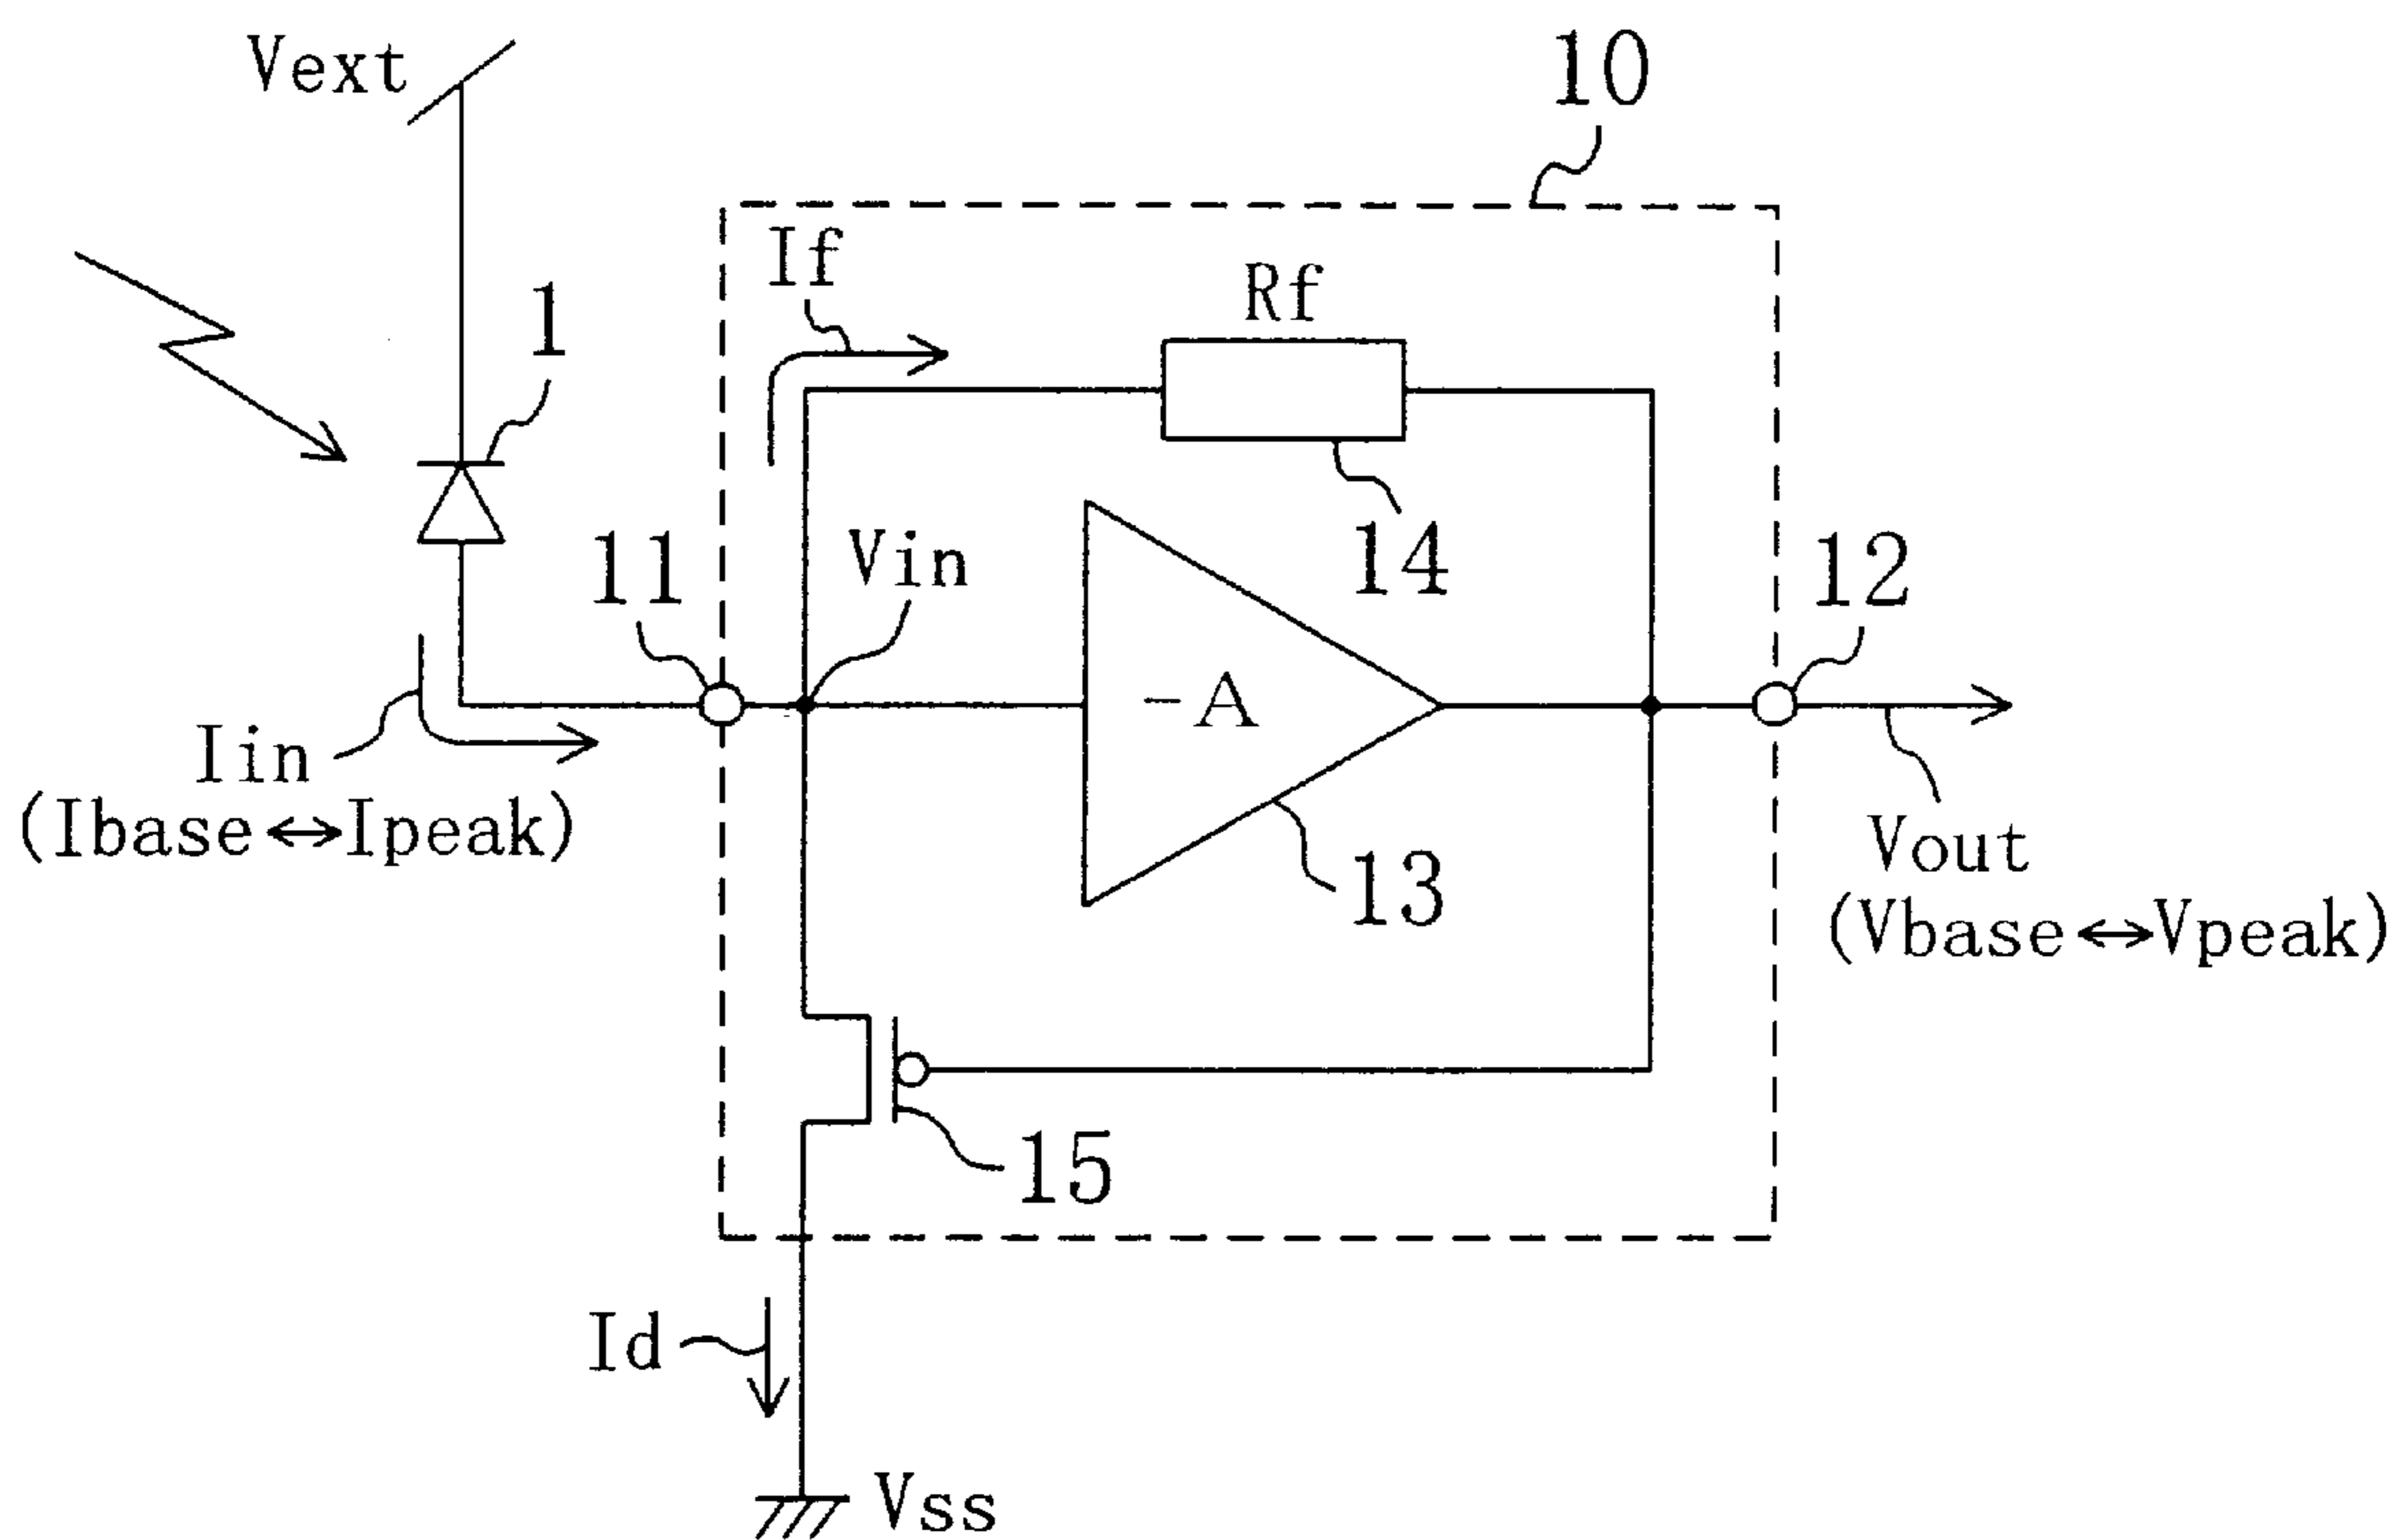 Vext
10
If
Rf
1
14
Vin
11
12
-A
Iin
(Ibase↔Ipeak)
13
Vout
(Vbase↔Vpeak)
15
Id
Vss